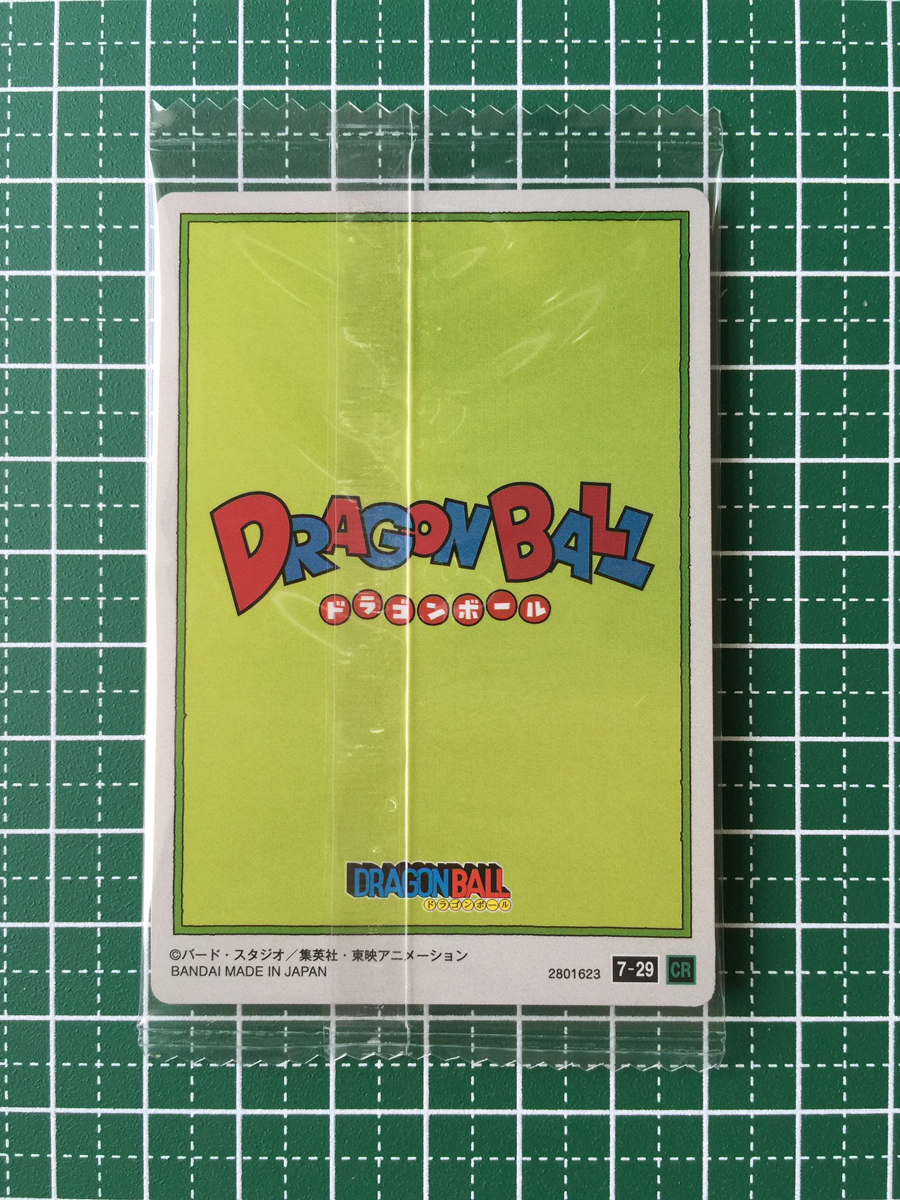 DRAGON BALL
ドラゴンボール
DRAGON BALL
ドラゴンボール
©バード・スタジオ／集英社・東映アニメーション
BANDAI MADE IN JAPAN
2801623 7-29 CR